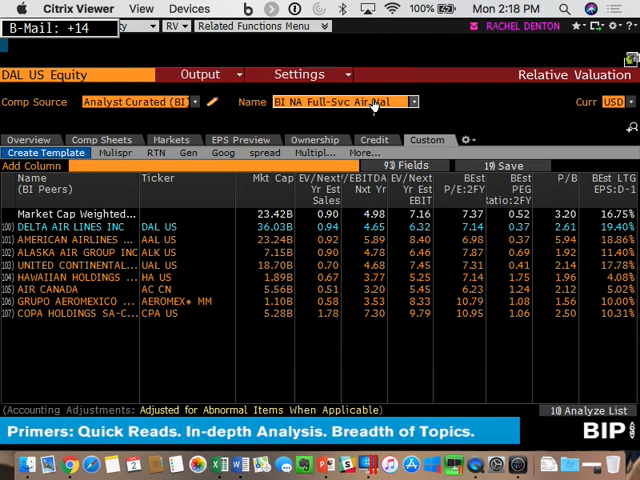 Citrix Viewer View Devices 100% Mon 2:18 PM
B-Mail: +14 RV Related Functions Menu RACHEL DENTON
DAL US Equity Output Settings Relative Valuation
Comp Source Analyst Curated (BI) Name BI NA Full-Svc Air Val Curr USD
Overview Comp Sheets Markets EPS Preview Ownership Credit Custom
Create Template Mulispr RTN Gen Goog spread Multipl... More...
Add Column 93) Fields 19) Save
Name Ticker Mkt Cap EV/Next /EBITDA EV/Next BEst BEst P/B BEst LTG
(BI Peers) Yr Est Nxt Yr Yr Est P/E:2FY PEG EPS:D-1
Sales EBIT Ratio:2FY
Market Cap Weighted... 23.42B 0.90 4.98 7.16 7.37 0.52 3.20 16.75%
100) DELTA AIR LINES INC DAL US 36.03B 0.94 4.65 6.32 7.14 0.37 2.61 19.40%
101) AMERICAN AIRLINES ... AAL US 23.24B 0.92 5.89 8.40 6.98 0.37 5.94 18.86%
102) ALASKA AIR GROUP INC ALK US 7.15B 0.90 4.78 6.46 7.87 0.69 1.92 11.40%
103) UNITED CONTINENTAL... UAL US 18.70B 0.70 4.68 7.45 7.32 0.41 2.14 17.78%
104) HAWAIIAN HOLDINGS ... HA US 1.89B 0.67 3.77 5.25 7.14 1.75 1.96 4.08%
105) AIR CANADA AC CN 5.56B 0.51 3.20 5.45 6.23 1.24 2.12 5.02%
106) GRUPO AEROMEXICO ... AEROMEX* MM 1.10B 0.58 3.53 8.33 10.79 1.08 1.56 10.00%
107) COPA HOLDINGS SA-C... CPA US 5.28B 1.78 7.30 9.79 10.95 1.06 2.50 10.31%
(Accounting Adjustments: Adjusted for Abnormal Items When Applicable) 10) Analyze List
Primers: Quick Reads. In-depth Analysis. Breadth of Topics. BIP